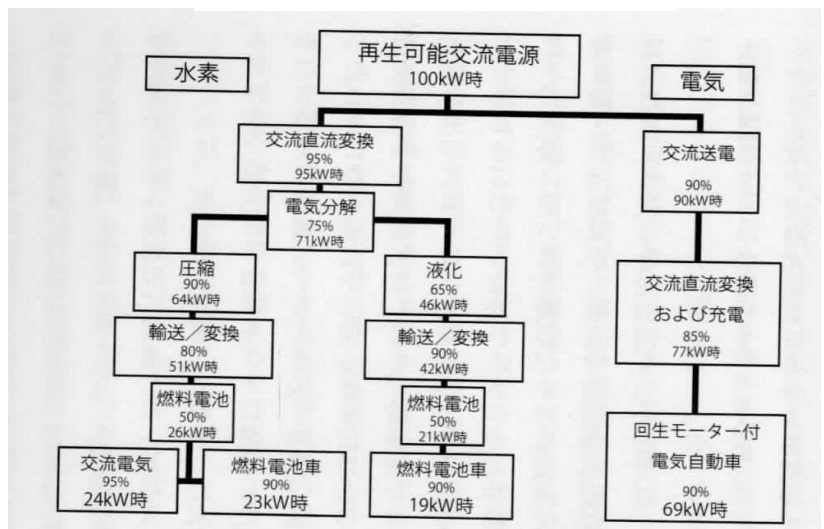 水素
再生可能交流電源
100kW時
電気
交流直流変換
95%
95kW時
交流送電
90%
90kW時
電気分解
75%
71kW時
圧縮
90%
64kW時
液化
65%
46kW時
交流直流変換
および充電
85%
77kW時
輸送／変換
80%
51kW時
輸送／変換
90%
42kW時
燃料電池
50%
26kW時
燃料電池
50%
21kW時
回生モーター付
電気自動車
90%
69kW時
交流電気
95%
24kW時
燃料電池車
90%
23kW時
燃料電池車
90%
19kW時